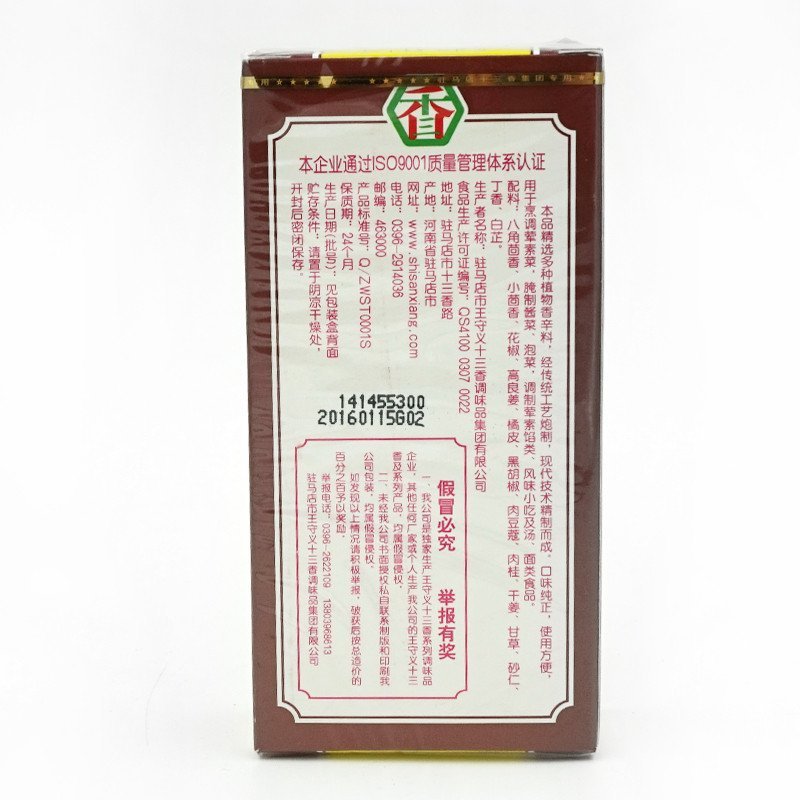 用★★★★★ ★★★★★驻马店十三香集团专用★
香
本企业通过ISO9001质量管理体系认证
本品精选多种植物香辛料，经传统工艺炮制，现代技术精制而成。口味纯正，使用方便，
用于烹调荤素菜，腌制酱菜、泡菜，调制荤素馅类、风味小吃及汤、面类食品。
配料：八角茴香、小茴香、花椒、高良姜、橘皮、黑胡椒、肉豆蔻、肉桂、干姜、甘草、砂仁、
丁香、白芷。
生产者名称：驻马店市王守义十三香调味品集团有限公司
食品生产许可证编号：QS4100 0307 0022
地址：驻马店市十三香路
产地：河南省驻马店市
网址：www.shisanxiang.com
电话：0396-2914036
邮编：463000
产品标准号：Q/ZWST0001S
保质期：24个月
生产日期(批号)：见包装盒背面
贮存条件：请置于阴凉干燥处，
开封后密闭保存。
141455300
20160115G02
假冒必究 举报有奖
一、我公司是独家生产王守义十三香系列调味品
企业，其他任何厂家或个人生产我公司的王守义十三
香及系列产品，均属假冒侵权。
二、未经我公司书面授权私自联系制版和印刷我
公司包装，均属假冒侵权。
如发现以上情况请积极举报，破获后按总造价的
百分之百予以奖励。
举报电话：0396-2622109 13803968613
驻马店市王守义十三香调味品集团有限公司